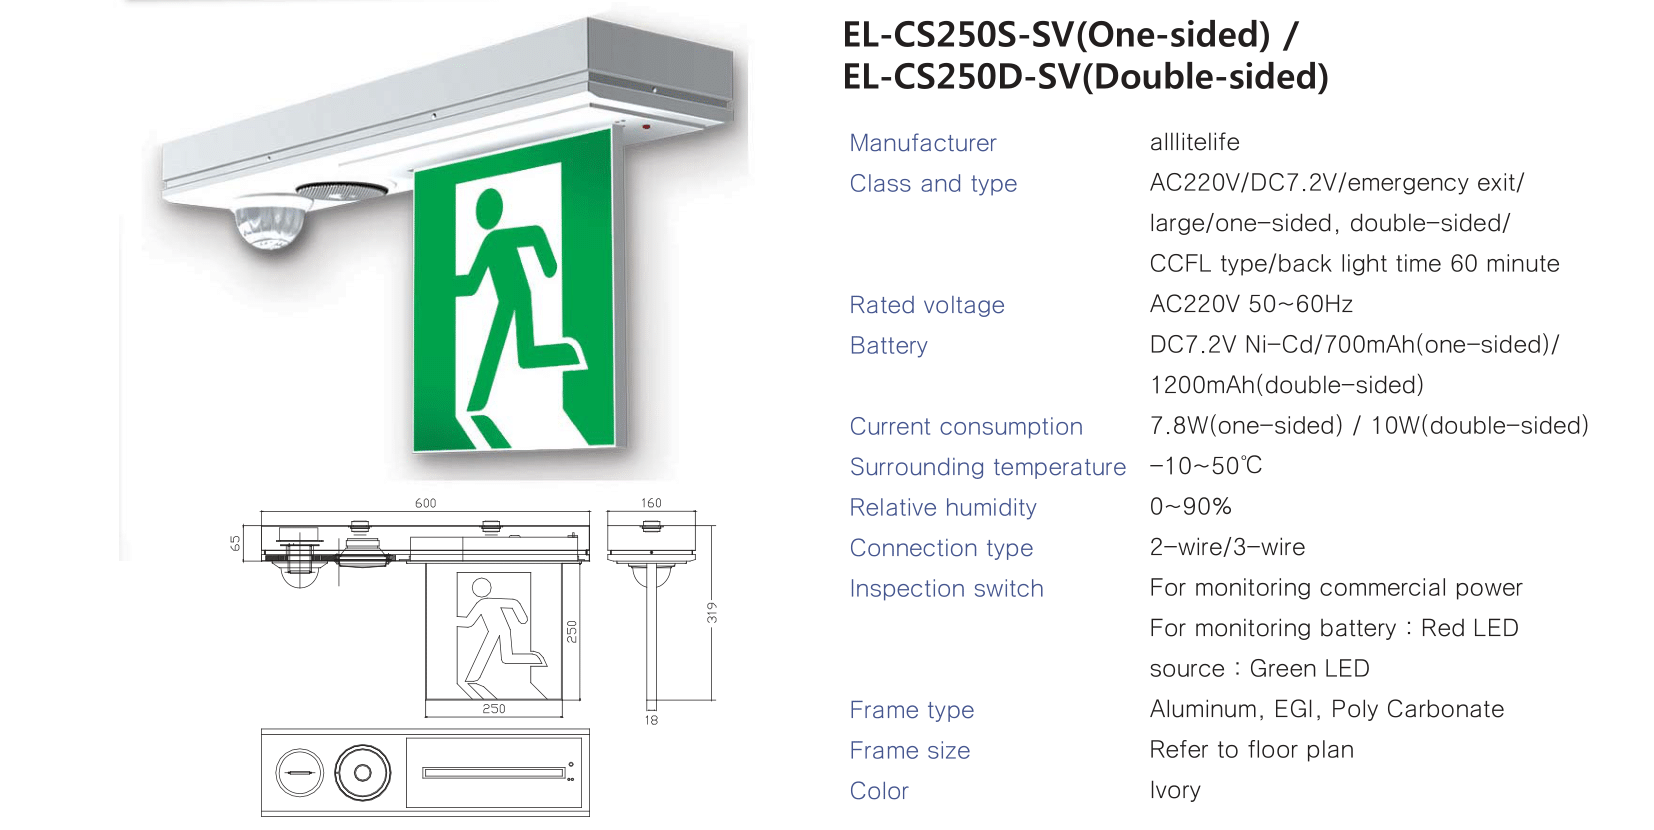 EL-CS250S-SV(One-sided) /
EL-CS250D-SV(Double-sided)
Manufacturer alllitelife
Class and type AC220V/DC7.2V/emergency exit/
large/one-sided, double-sided/
CCFL type/back light time 60 minute
Rated voltage AC220V 50~60Hz
Battery DC7.2V Ni-Cd/700mAh(one-sided)/
1200mAh(double-sided)
Current consumption 7.8W(one-sided) / 10W(double-sided)
Surrounding temperature -10~50℃
Relative humidity 0~90%
Connection type 2-wire/3-wire
Inspection switch For monitoring commercial power
For monitoring battery : Red LED
source : Green LED
Frame type Aluminum, EGI, Poly Carbonate
Frame size Refer to floor plan
Color Ivory
600
160
65
319
250
250
18